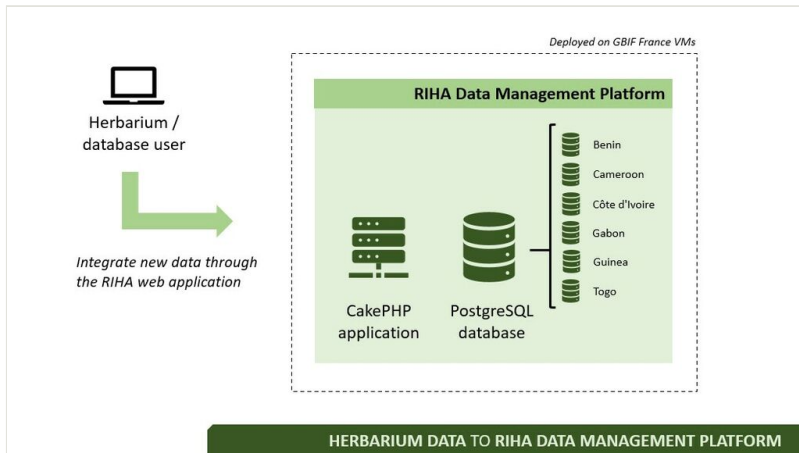 Deployed on GBIF France VMs
RIHA Data Management Platform
Herbarium /
database user
Integrate new data through
the RIHA web application
CakePHP
application
PostgreSQL
database
Benin
Cameroon
Côte d'Ivoire
Gabon
Guinea
Togo
HERBARIUM DATA TO RIHA DATA MANAGEMENT PLATFORM